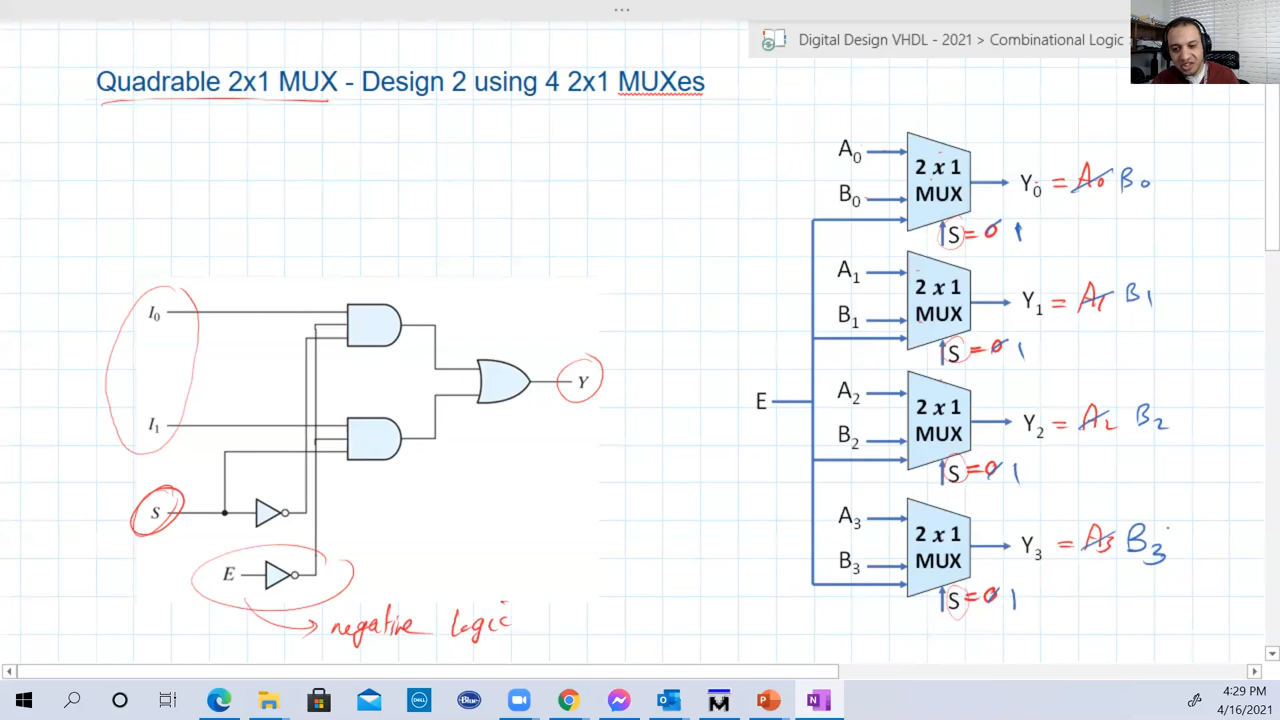 Digital Design VHDL - 2021 > Combinational Logic
Quadrable 2x1 MUX - Design 2 using 4 2x1 MUXes
A0
B0
2 x 1
MUX
Y0 = A0 B0
S = 0 1
A1
B1
2 x 1
MUX
Y1 = A1 B1
S = 0 1
E
A2
B2
2 x 1
MUX
Y2 = A2 B2
S = 0 1
A3
B3
2 x 1
MUX
Y3 = A3 B3
S = 0 1
I0
I1
Y
S
E
negative logic
DELL
Blue
4:29 PM
4/16/2021